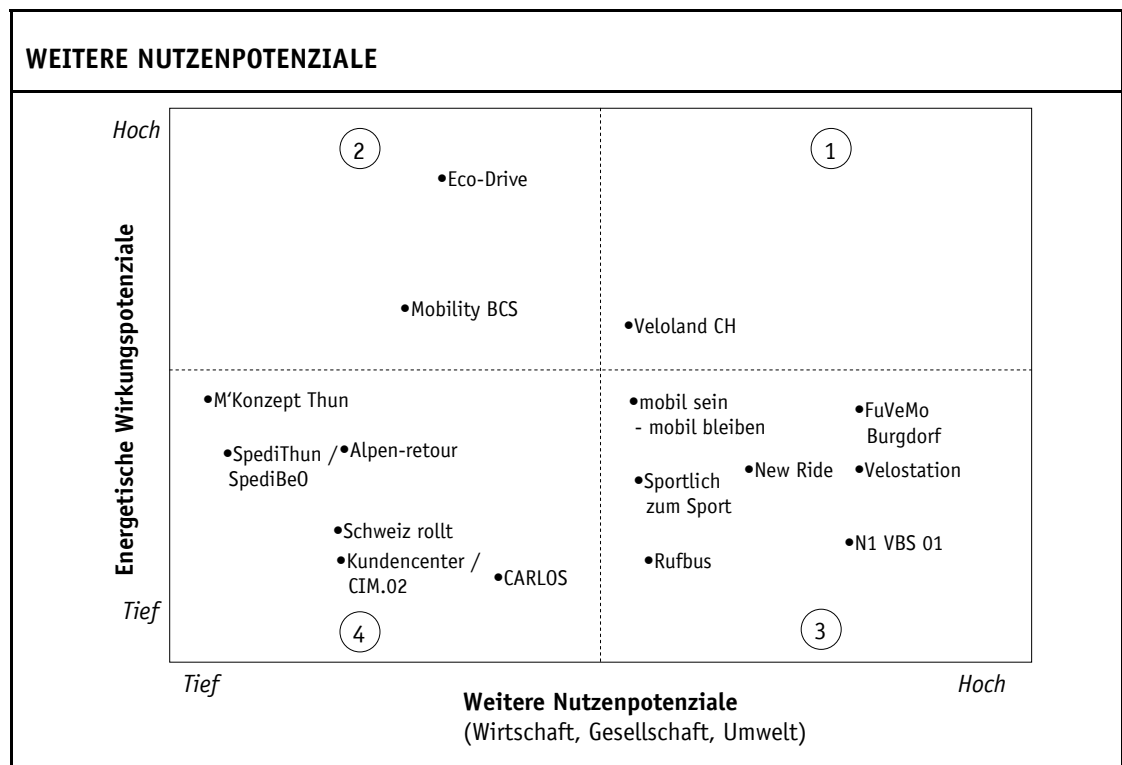 WEITERE NUTZENPOTENZIALE
Hoch
2
1
•Eco-Drive
•Mobility BCS
•Veloland CH
Energetische Wirkungspotenziale
•M‘Konzept Thun
•mobil sein
- mobil bleiben
•FuVeMo
Burgdorf
•SpediThun /
SpediBeO
•Alpen-retour
•Sportlich
zum Sport
•New Ride
•Velostation
•Schweiz rollt
•Kundencenter /
CIM.02
•CARLOS
•Rufbus
•N1 VBS 01
Tief
4
3
Tief
Hoch
Weitere Nutzenpotenziale
(Wirtschaft, Gesellschaft, Umwelt)